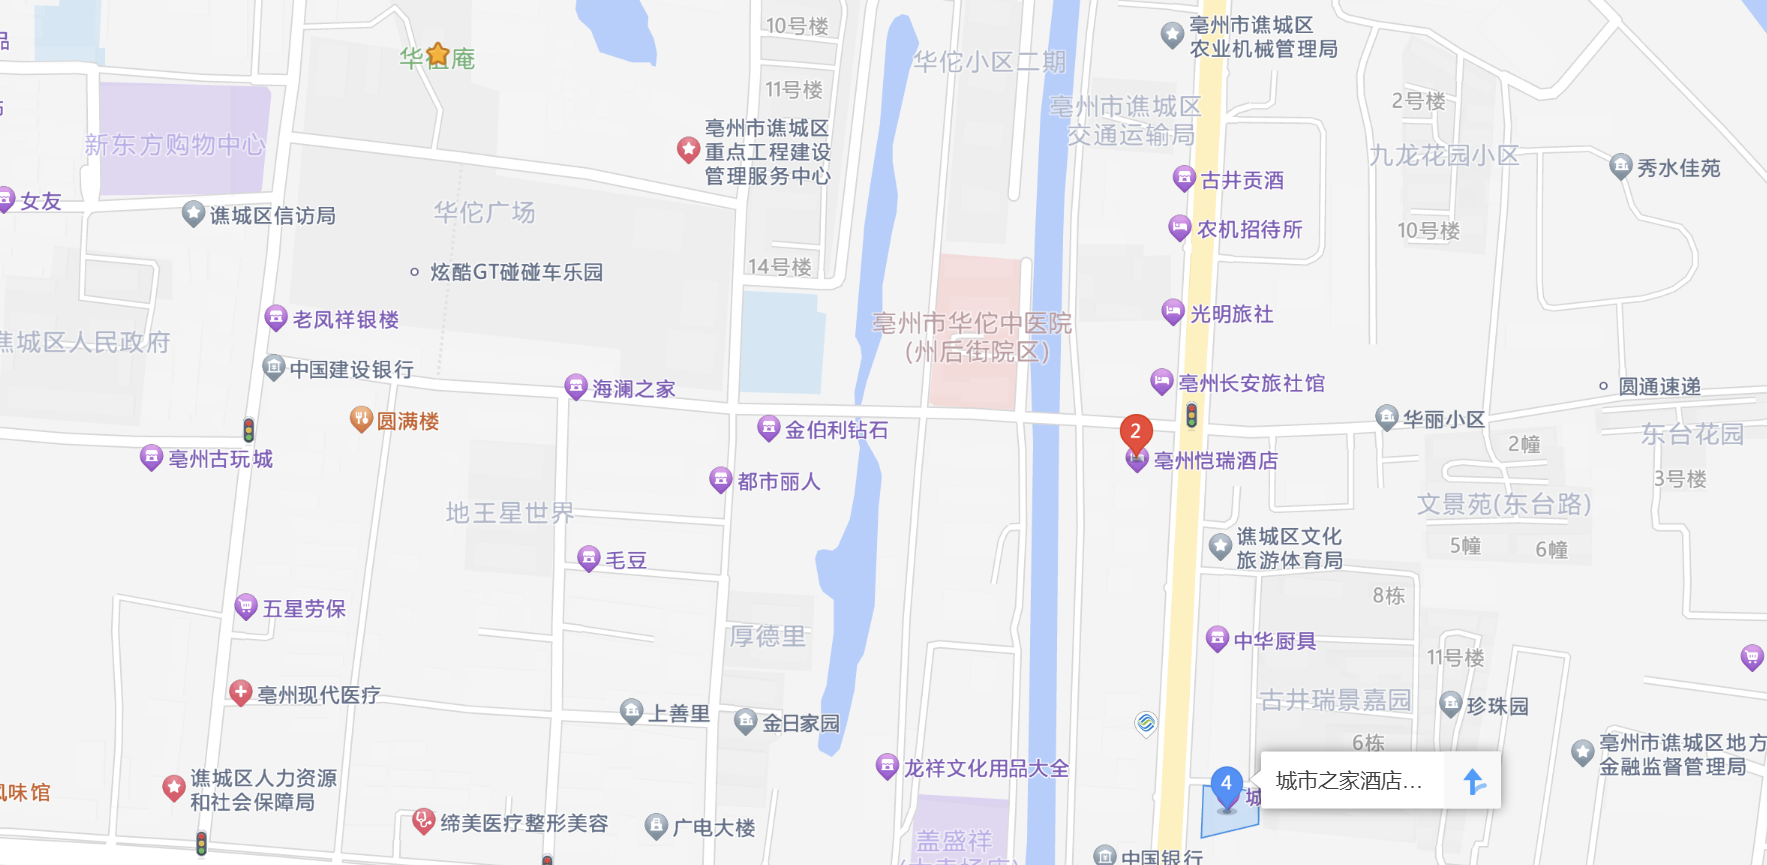 10号楼
亳州市谯城区
农业机械管理局
品
华祖庵
华佗小区二期
11号楼
2号楼
亳州市谯城区
交通运输局
亳州市谯城区
重点工程建设
管理服务中心
新东方购物中心
九龙花园小区
秀水佳苑
古井贡酒
女友
谯城区信访局
华佗广场
农机招待所
10号楼
14号楼
炫酷GT碰碰车乐园
老凤祥银楼
光明旅社
亳州市华佗中医院
(州后街院区)
谯城区人民政府
中国建设银行
海澜之家
亳州长安旅社馆
圆通速递
圆满楼
金伯利钻石
华丽小区
东台花园
2
2幢
亳州古玩城
亳州恺瑞酒店
都市丽人
3号楼
地王星世界
文景苑(东台路)
谯城区文化
旅游体育局
5幢
6幢
毛豆
8栋
五星劳保
厚德里
中华厨具
11号楼
亳州现代医疗
古井瑞景嘉园
珍珠园
上善里
金日家园
6栋
亳州市谯城区地方
金融监督管理局
龙祥文化用品大全
谯城区人力资源
和社会保障局
风味馆
4
城
城市之家酒店...
缔美医疗整形美容
广电大楼
盖盛祥
中国银行